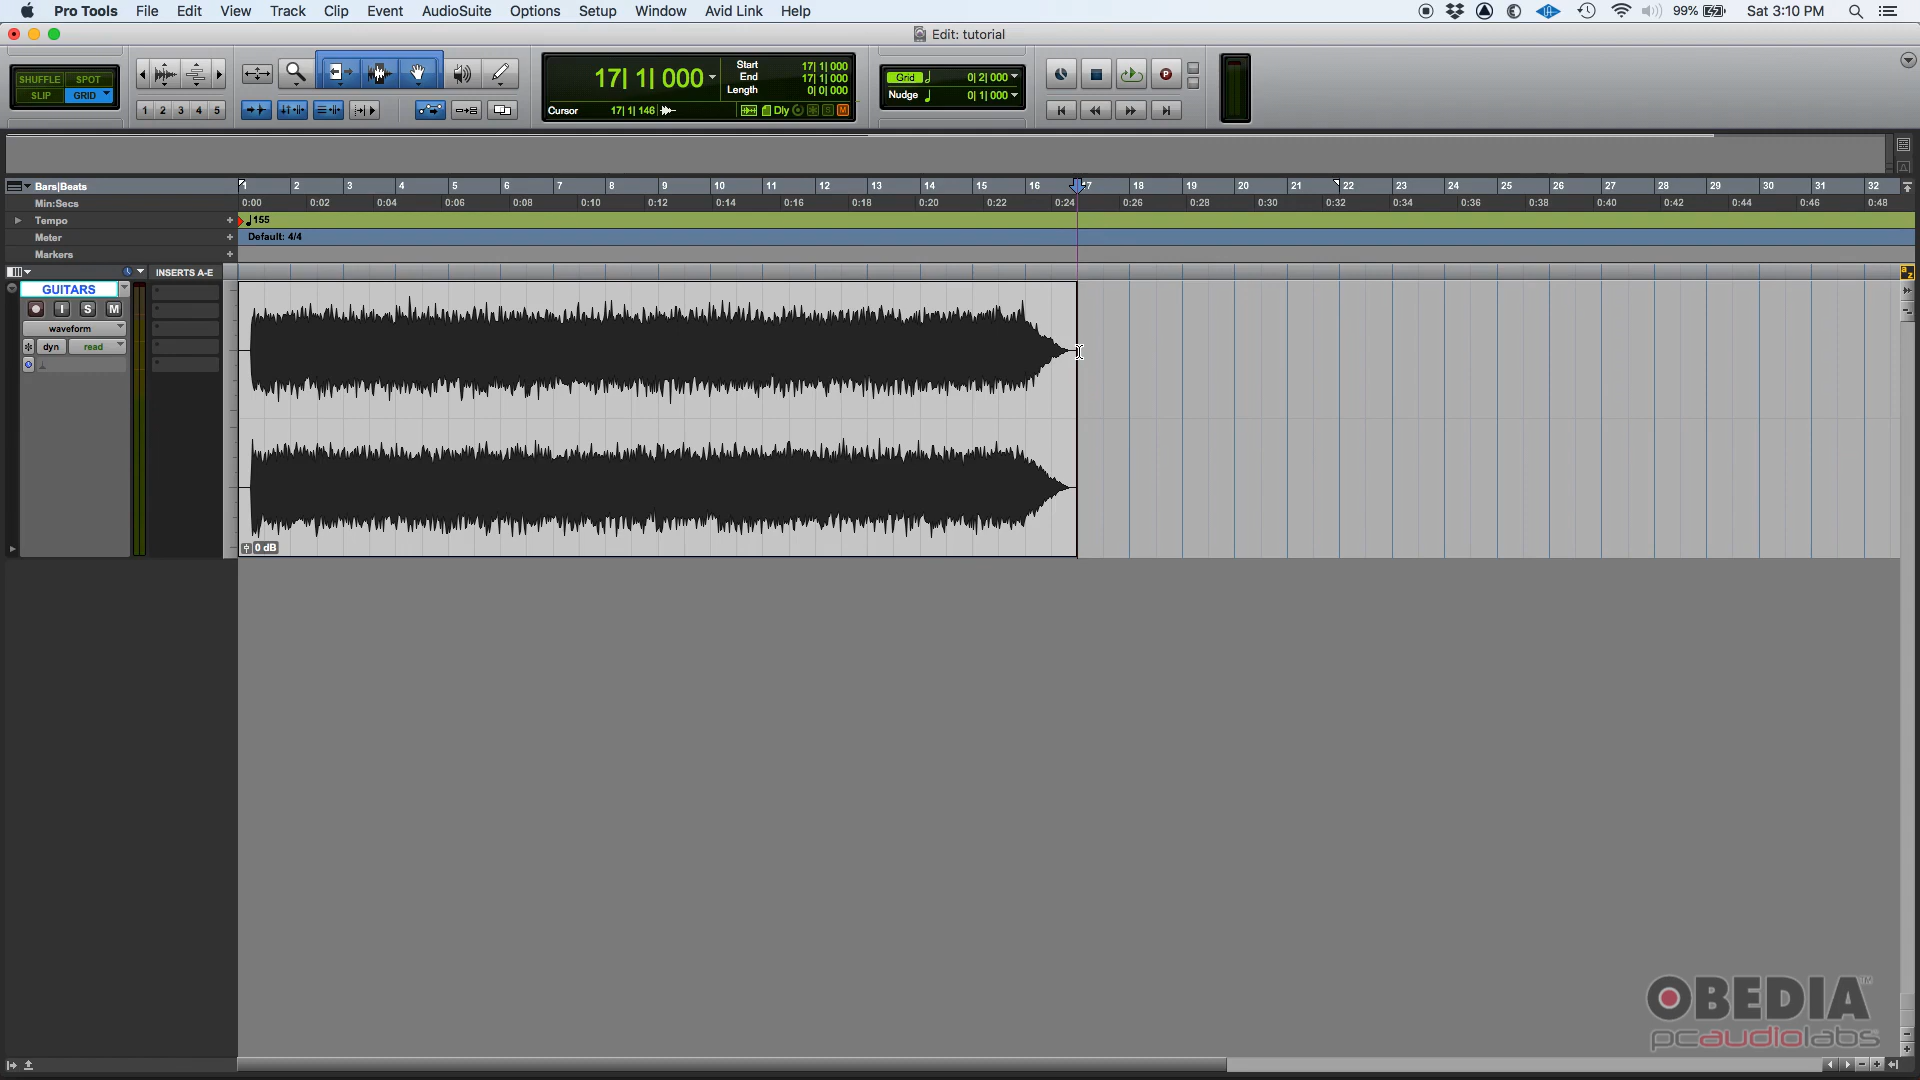 Pro Tools File Edit View Track Clip Event AudioSuite Options Setup Window Avid Link Help 99% Sat 3:10 PM
Edit: tutorial
SHUFFLE SPOT
SLIP GRID
1 2 3 4 5
17| 1| 000
Start 17| 1| 000
End 17| 1| 000
Length 0| 0| 000
Cursor 17| 1| 146 Dly S M
Grid 0| 2| 000
Nudge 0| 1| 000
Bars|Beats 1 2 3 4 5 6 7 8 9 10 11 12 13 14 15 16 17 18 19 20 21 22 23 24 25 26 27 28 29 30 31 32
Min:Secs 0:00 0:02 0:04 0:06 0:08 0:10 0:12 0:14 0:16 0:18 0:20 0:22 0:24 0:26 0:28 0:30 0:32 0:34 0:36 0:38 0:40 0:42 0:44 0:46 0:48
Tempo + 155
Meter + Default: 4/4
Markers +
INSERTS A-E
a z
GUITARS
I S M
waveform
dyn read
0 dB
OBEDIA™
pcaudiolabs